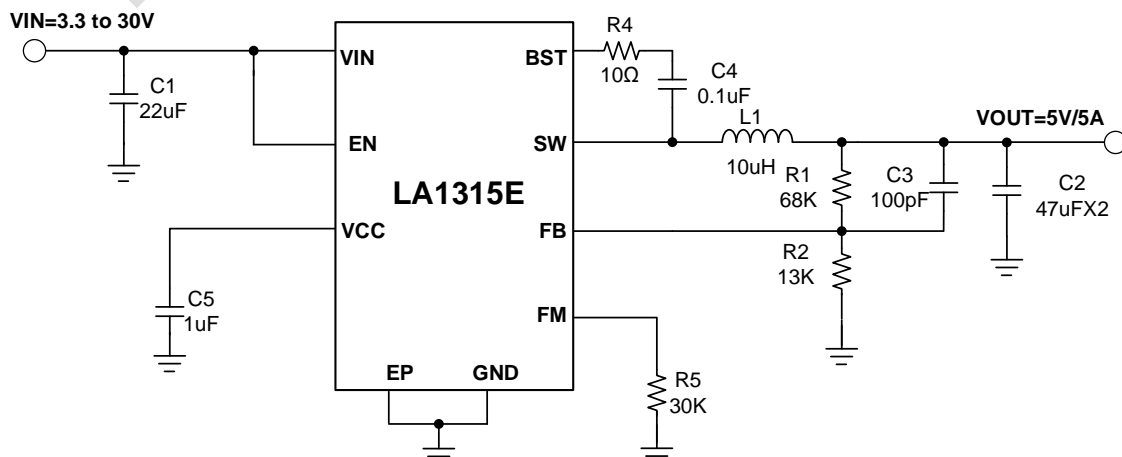 VIN=3.3 to 30V
C1
22uF
VIN
EN
VCC
C5
1uF
LA1315E
EP
GND
BST
SW
FB
FM
R4
10Ω
C4
0.1uF
L1
10uH
VOUT=5V/5A
R1
68K
C3
100pF
C2
47uFX2
R2
13K
R5
30K